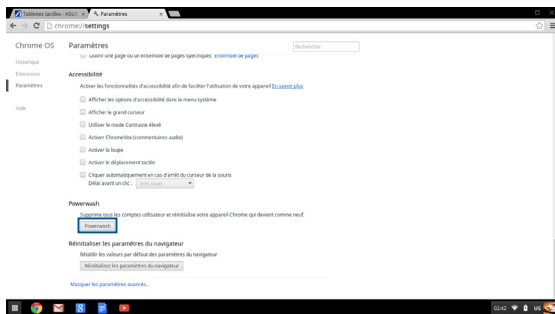 Tablettes tactiles - ASUS
Paramètres
chrome://settings
Chrome OS
Paramètres
Rechercher
Historique
Extensions
Paramètres
Aide
Ouvrir une page ou un ensemble de pages spécifiques Ensemble de pages
Accessibilité
Activer les fonctionnalités d'accessibilité afin de faciliter l'utilisation de votre appareil En savoir plus
Afficher les options d'accessibilité dans le menu système
Afficher le grand curseur
Utiliser le mode Contraste élevé
Activer ChromeVox (commentaires audio)
Activer la loupe
Activer le déplacement tactile
Cliquer automatiquement en cas d'arrêt du curseur de la souris
Délai avant un clic : très court
Powerwash
Supprime tous les comptes utilisateur et réinitialise votre appareil Chrome qui devient comme neuf.
Powerwash
Réinitialiser les paramètres du navigateur
Rétablir les valeurs par défaut des paramètres du navigateur
Réinitialiser les paramètres du navigateur
Masquer les paramètres avancés...
8
02:42 US